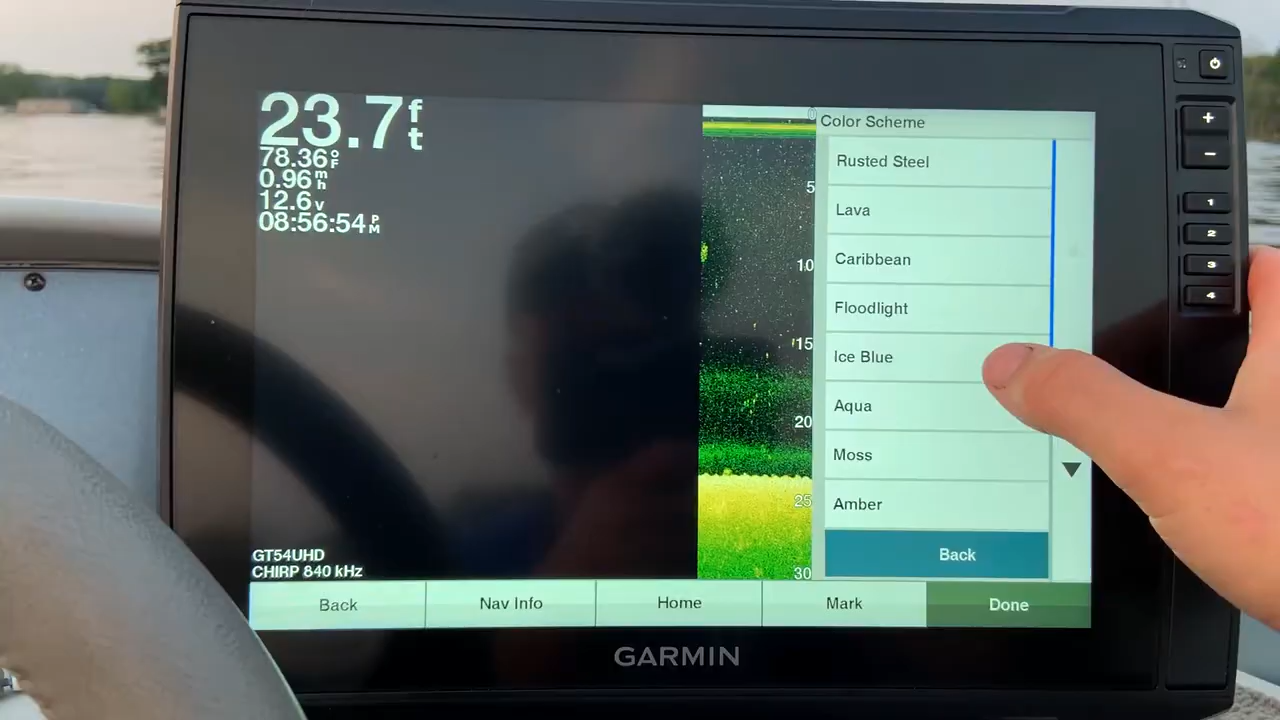 23.7 ft
78.36°F
0.96 mh
12.6 v
08:56:54 PM
GT54UHD
CHIRP 840 kHz
0
5
10
15
20
25
30
Color Scheme
Rusted Steel
Lava
Caribbean
Floodlight
Ice Blue
Aqua
Moss
Amber
Back
Back
Nav Info
Home
Mark
Done
GARMIN
+
-
1
2
3
4